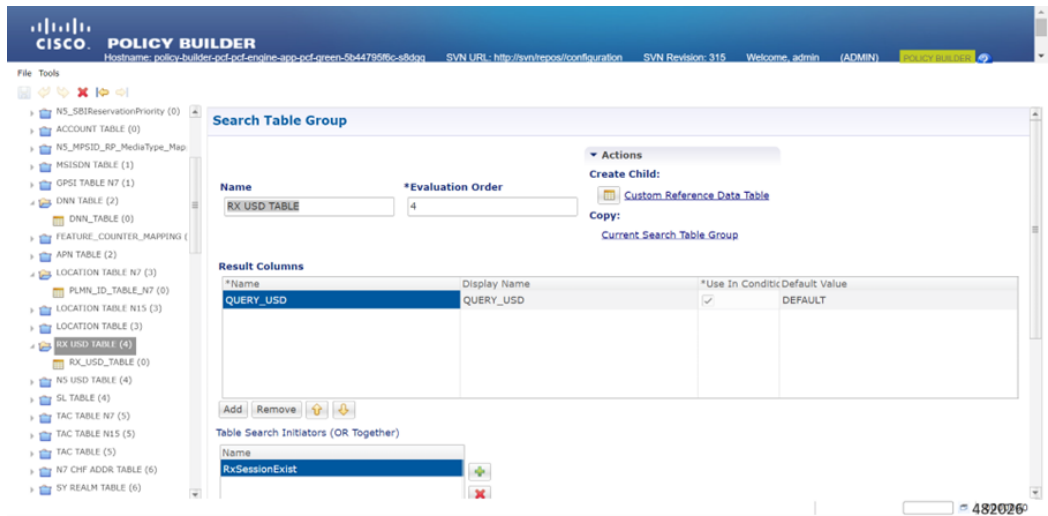 CISCO. POLICY BUILDER
Hostname: policy-builder-pcf-pcf-engine-app-pcf-green-5b44795f6c-s8dqg SVN URL: http://svn/repos//configuration SVN Revision: 315 Welcome, admin (ADMIN) POLICY BUILDER
File Tools
N5_SBIReservationPriority (0)
ACCOUNT TABLE (0)
N5_MPSID_RP_MediaType_Map
MSISDN TABLE (1)
GPSI TABLE N7 (1)
DNN TABLE (2)
DNN_TABLE (0)
FEATURE_COUNTER_MAPPING (
APN TABLE (2)
LOCATION TABLE N7 (3)
PLMN_ID_TABLE_N7 (0)
LOCATION TABLE N15 (3)
LOCATION TABLE (3)
RX USD TABLE (4)
RX_USD_TABLE (0)
N5 USD TABLE (4)
SL TABLE (4)
TAC TABLE N7 (5)
TAC TABLE N15 (5)
TAC TABLE (5)
N7 CHF ADDR TABLE (6)
SY REALM TABLE (6)
Search Table Group
Actions
Create Child:
Custom Reference Data Table
Copy:
Current Search Table Group
Name *Evaluation Order
RX USD TABLE 4
Result Columns
*Name Display Name *Use In Conditic Default Value
QUERY_USD QUERY_USD DEFAULT
Add Remove
Table Search Initiators (OR Together)
Name
RxSessionExist
482026